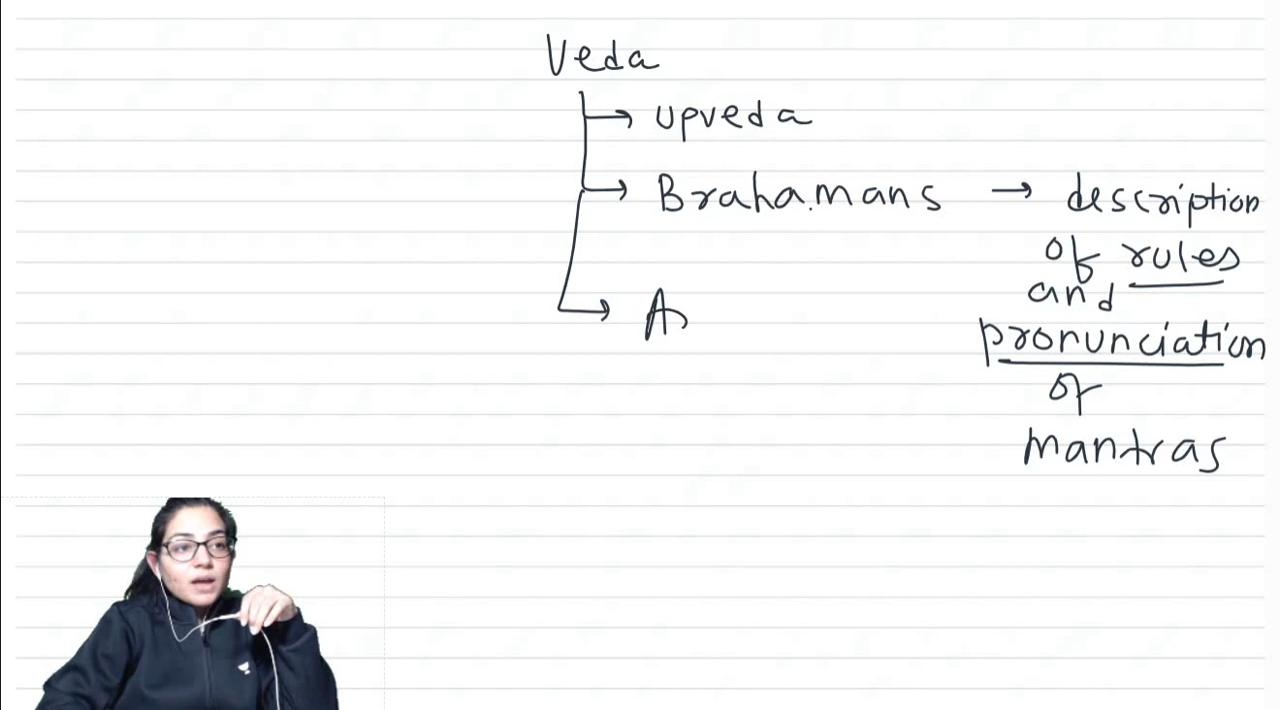 Veda
→ upveda
→ Brahamans → description
of rules
and
pronunciation
of
mantras
→ A